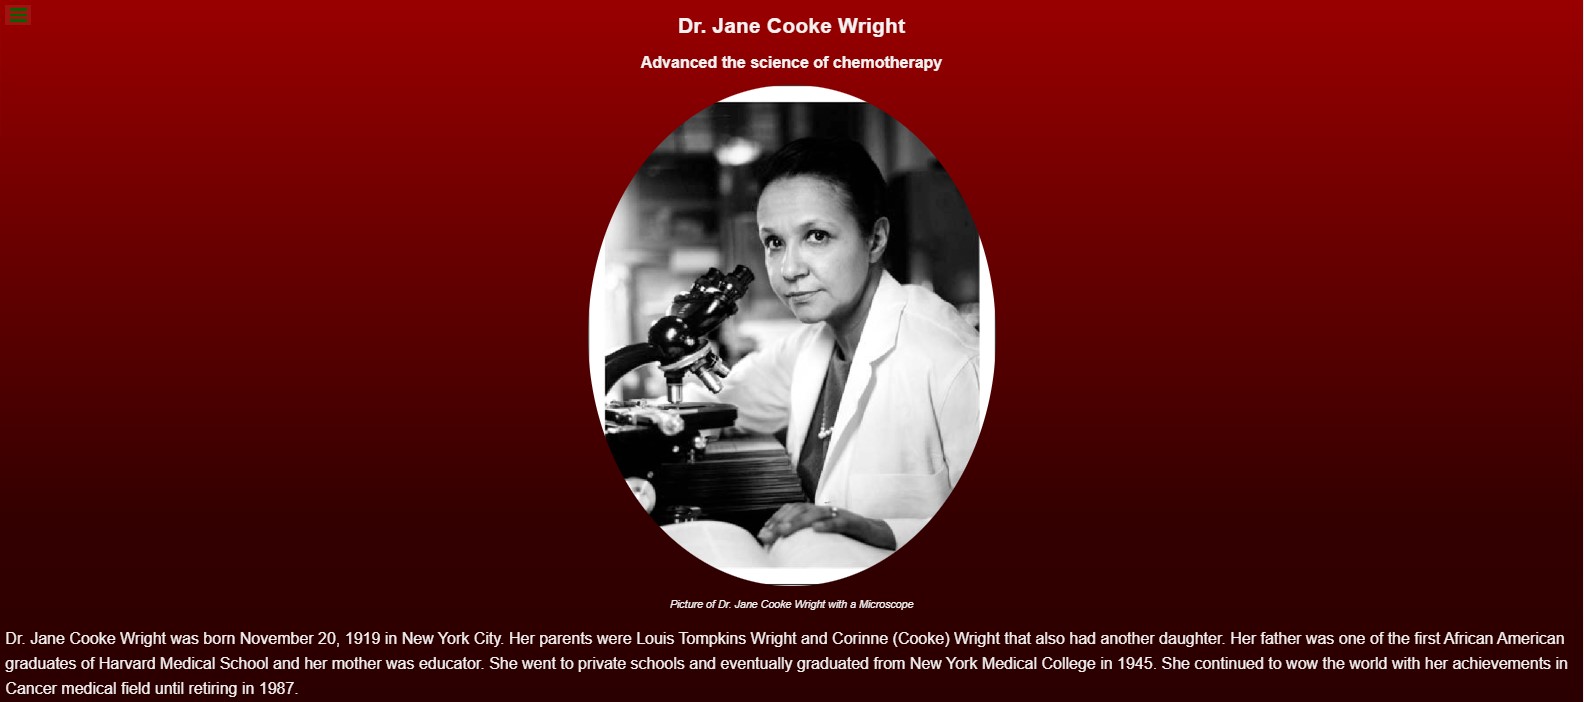 Dr. Jane Cooke Wright
Advanced the science of chemotherapy
Picture of Dr. Jane Cooke Wright with a Microscope
Dr. Jane Cooke Wright was born November 20, 1919 in New York City. Her parents were Louis Tompkins Wright and Corinne (Cooke) Wright that also had another daughter. Her father was one of the first African American
graduates of Harvard Medical School and her mother was educator. She went to private schools and eventually graduated from New York Medical College in 1945. She continued to wow the world with her achievements in
Cancer medical field until retiring in 1987.